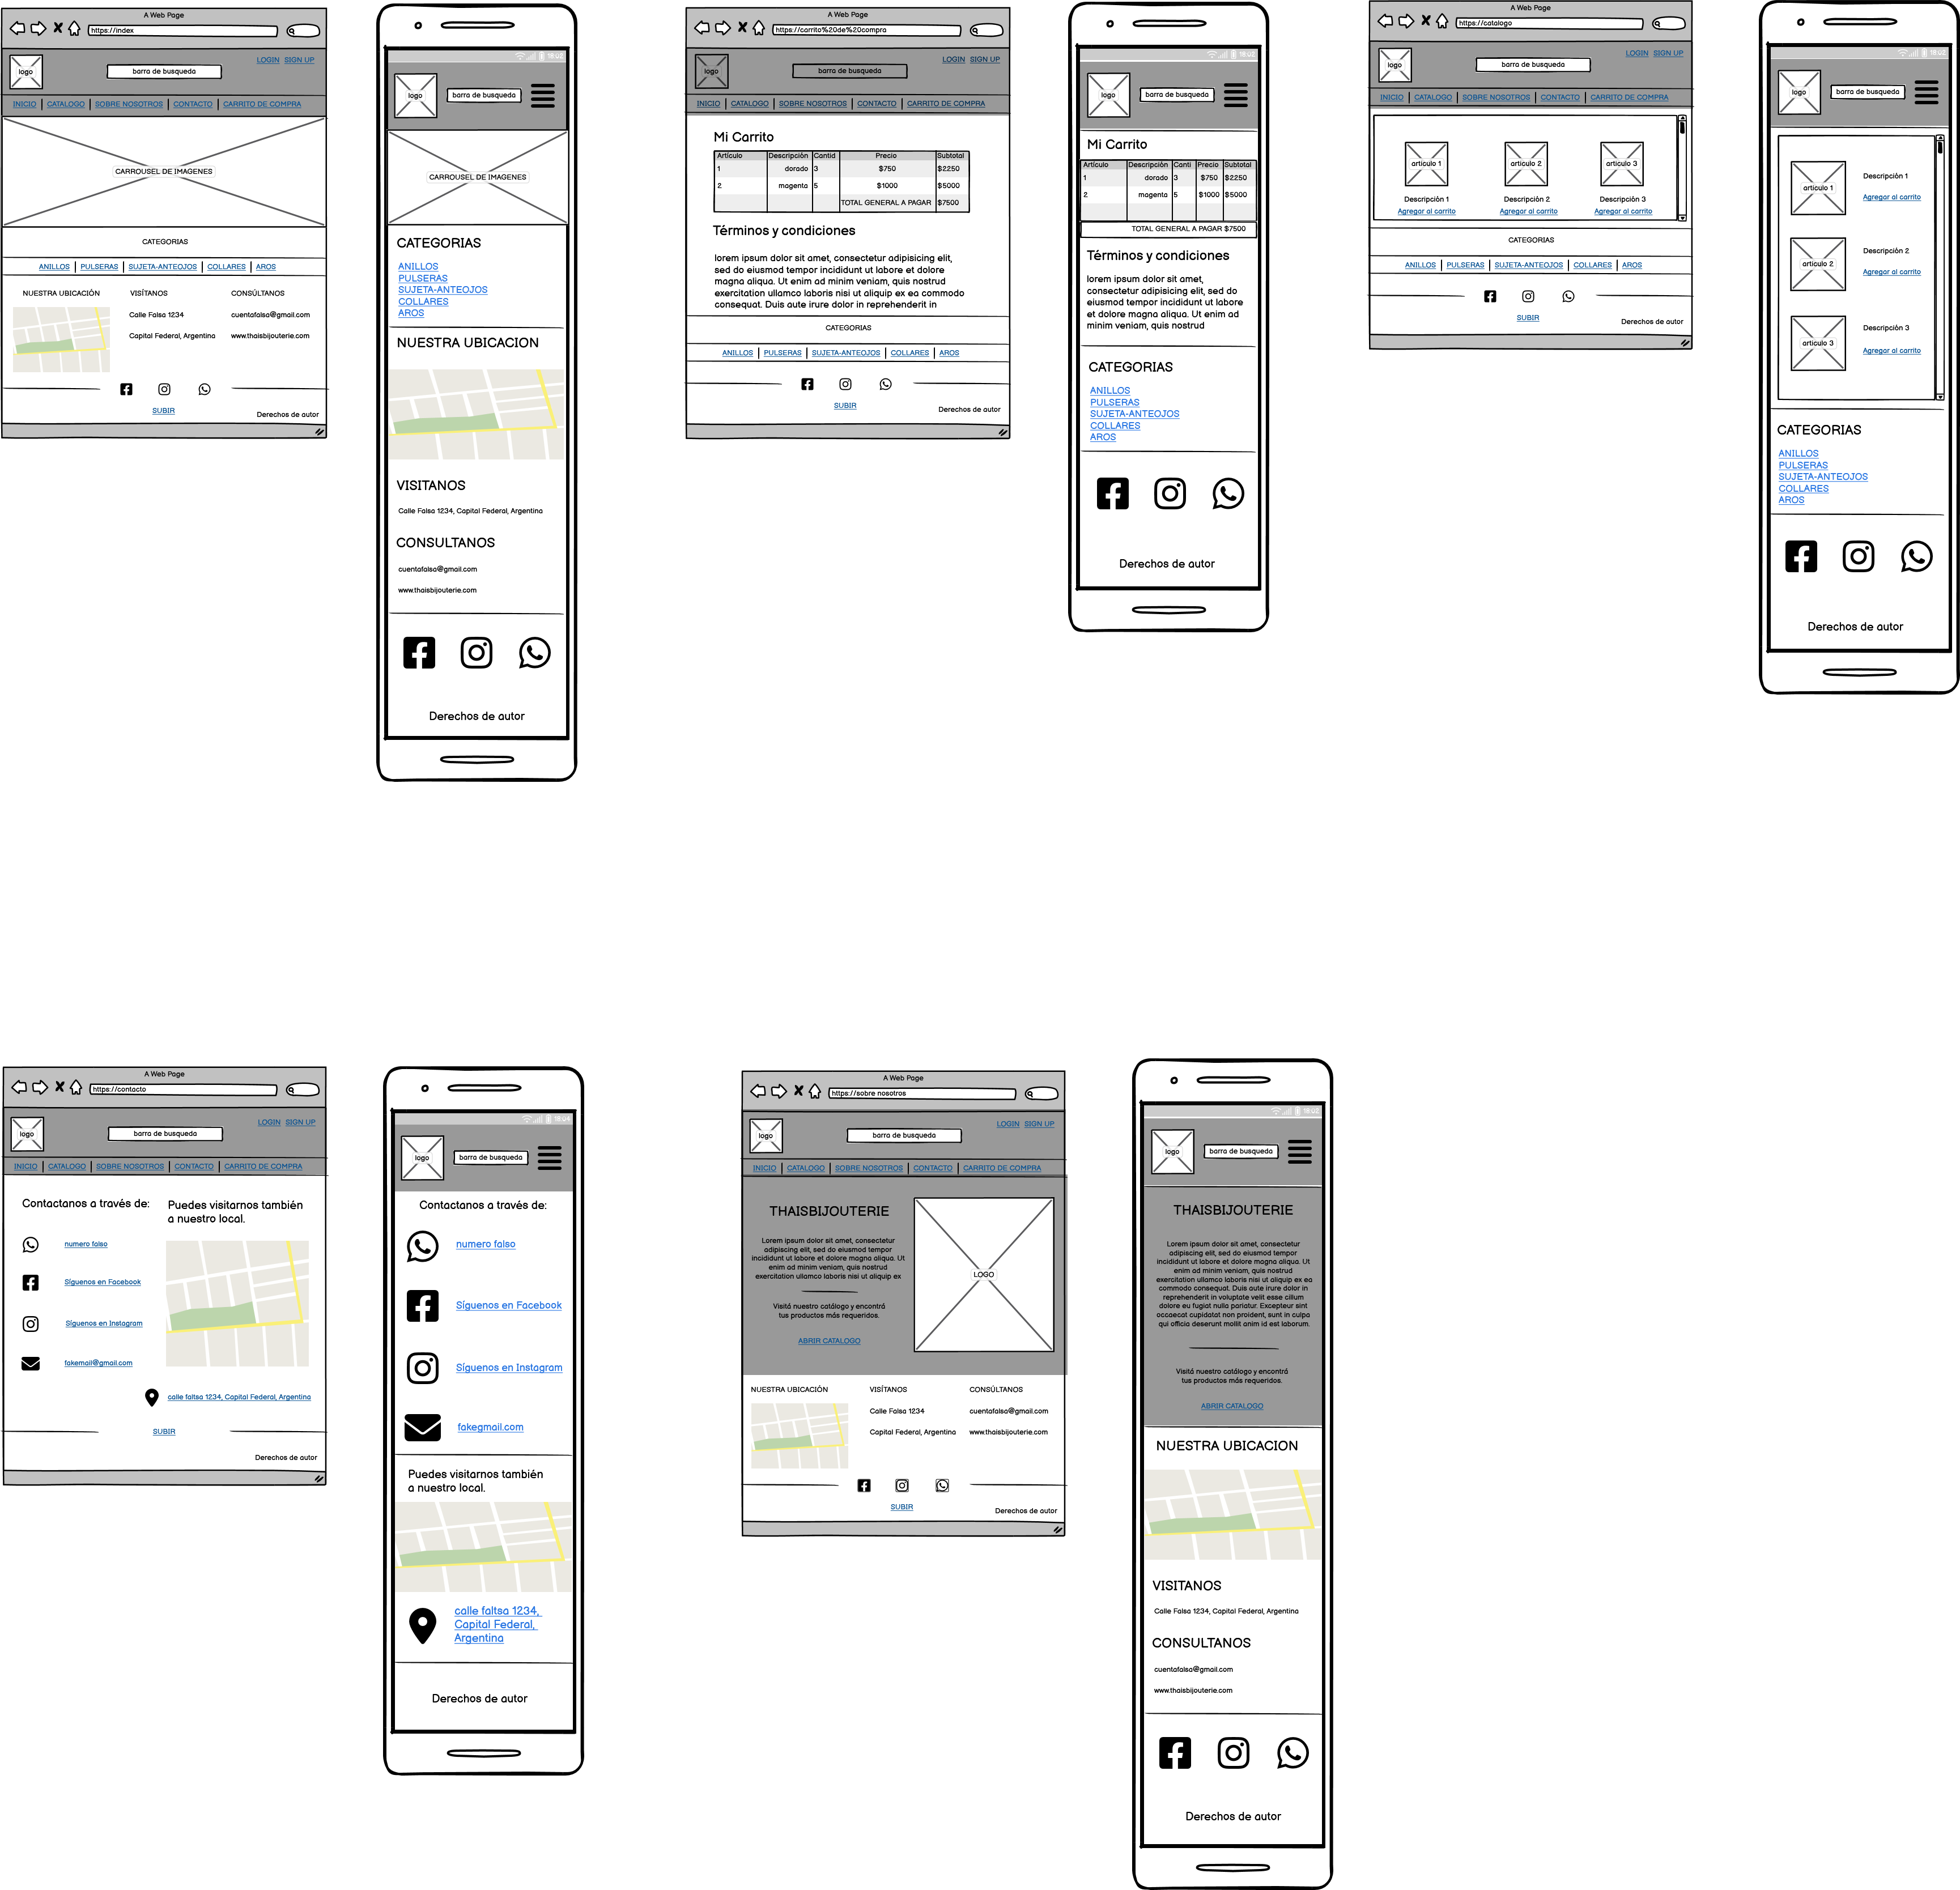 A Web Page
https://index
LOGIN SIGN UP
logo
barra de busqueda
INICIO CATALOGO SOBRE NOSOTROS CONTACTO CARRITO DE COMPRA
CARROUSEL DE IMAGENES
CATEGORIAS
ANILLOS PULSERAS SUJETA-ANTEOJOS COLLARES AROS
NUESTRA UBICACIÓN VISÍTANOS CONSÚLTANOS
Calle Falsa 1234 cuentafalsa@gmail.com
Capital Federal, Argentina www.thaisbijouterie.com
SUBIR
Derechos de autor
18:02
logo
barra de busqueda
CARROUSEL DE IMAGENES
CATEGORIAS
ANILLOS
PULSERAS
SUJETA-ANTEOJOS
COLLARES
AROS
NUESTRA UBICACION
VISITANOS
Calle Falsa 1234, Capital Federal, Argentina
CONSULTANOS
cuentafalsa@gmail.com
www.thaisbijouterie.com
Derechos de autor
A Web Page
https://carrito%20de%20compra
LOGIN SIGN UP
logo
barra de busqueda
INICIO CATALOGO SOBRE NOSOTROS CONTACTO CARRITO DE COMPRA
Mi Carrito
Artículo Descripción Cantid Precio Subtotal
1 dorado 3 $750 $2250
2 magenta 5 $1000 $5000
TOTAL GENERAL A PAGAR $7500
Términos y condiciones
lorem ipsum dolor sit amet, consectetur adipisicing elit,
sed do eiusmod tempor incididunt ut labore et dolore
magna aliqua. Ut enim ad minim veniam, quis nostrud
exercitation ullamco laboris nisi ut aliquip ex ea commodo
consequat. Duis aute irure dolor in reprehenderit in
CATEGORIAS
ANILLOS PULSERAS SUJETA-ANTEOJOS COLLARES AROS
SUBIR
Derechos de autor
18:02
logo
barra de busqueda
Mi Carrito
Artículo Descripción Canti Precio Subtotal
1 dorado 3 $750 $2250
2 magenta 5 $1000 $5000
TOTAL GENERAL A PAGAR $7500
Términos y condiciones
lorem ipsum dolor sit amet,
consectetur adipisicing elit, sed do
eiusmod tempor incididunt ut labore
et dolore magna aliqua. Ut enim ad
minim veniam, quis nostrud
CATEGORIAS
ANILLOS
PULSERAS
SUJETA-ANTEOJOS
COLLARES
AROS
Derechos de autor
A Web Page
https://catalogo
LOGIN SIGN UP
logo
barra de busqueda
INICIO CATALOGO SOBRE NOSOTROS CONTACTO CARRITO DE COMPRA
articulo 1 articulo 2 articulo 3
Descripción 1 Descripción 2 Descripción 3
Agregar al carrito Agregar al carrito Agregar al carrito
CATEGORIAS
ANILLOS PULSERAS SUJETA-ANTEOJOS COLLARES AROS
SUBIR
Derechos de autor
18:02
logo
barra de busqueda
Descripción 1
articulo 1
Agregar al carrito
Descripción 2
articulo 2
Agregar al carrito
Descripción 3
articulo 3
Agregar al carrito
CATEGORIAS
ANILLOS
PULSERAS
SUJETA-ANTEOJOS
COLLARES
AROS
Derechos de autor
A Web Page
https://contacto
LOGIN SIGN UP
logo
barra de busqueda
INICIO CATALOGO SOBRE NOSOTROS CONTACTO CARRITO DE COMPRA
Contactanos a través de:
numero falso
Síguenos en Facebook
Síguenos en Instagram
fakemail@gmail.com
Puedes visitarnos también
a nuestro local.
calle faltsa 1234, Capital Federal, Argentina
SUBIR
Derechos de autor
18:04
logo
barra de busqueda
Contactanos a través de:
numero falso
Síguenos en Facebook
Síguenos en Instagram
fakegmail.com
Puedes visitarnos también
a nuestro local.
calle faltsa 1234,
Capital Federal,
Argentina
Derechos de autor
A Web Page
https://sobre nosotros
LOGIN SIGN UP
logo
barra de busqueda
INICIO CATALOGO SOBRE NOSOTROS CONTACTO CARRITO DE COMPRA
THAISBIJOUTERIE
Lorem ipsum dolor sit amet, consectetur
adipiscing elit, sed do eiusmod tempor
incididunt ut labore et dolore magna aliqua. Ut
enim ad minim veniam, quis nostrud
exercitation ullamco laboris nisi ut aliquip ex
Visitá nuestro catálogo y encontrá
tus productos más requeridos.
ABRIR CATALOGO
LOGO
NUESTRA UBICACIÓN VISÍTANOS CONSÚLTANOS
Calle Falsa 1234 cuentafalsa@gmail.com
Capital Federal, Argentina www.thaisbijouterie.com
SUBIR
Derechos de autor
18:02
logo
barra de busqueda
THAISBIJOUTERIE
Lorem ipsum dolor sit amet, consectetur
adipiscing elit, sed do eiusmod tempor
incididunt ut labore et dolore magna aliqua. Ut
enim ad minim veniam, quis nostrud
exercitation ullamco laboris nisi ut aliquip ex ea
commodo consequat. Duis aute irure dolor in
reprehenderit in voluptate velit esse cillum
dolore eu fugiat nulla pariatur. Excepteur sint
occaecat cupidatat non proident, sunt in culpa
qui officia deserunt mollit anim id est laborum.
Visitá nuestro catálogo y encontrá
tus productos más requeridos.
ABRIR CATALOGO
NUESTRA UBICACION
VISITANOS
Calle Falsa 1234, Capital Federal, Argentina
CONSULTANOS
cuentafalsa@gmail.com
www.thaisbijouterie.com
Derechos de autor